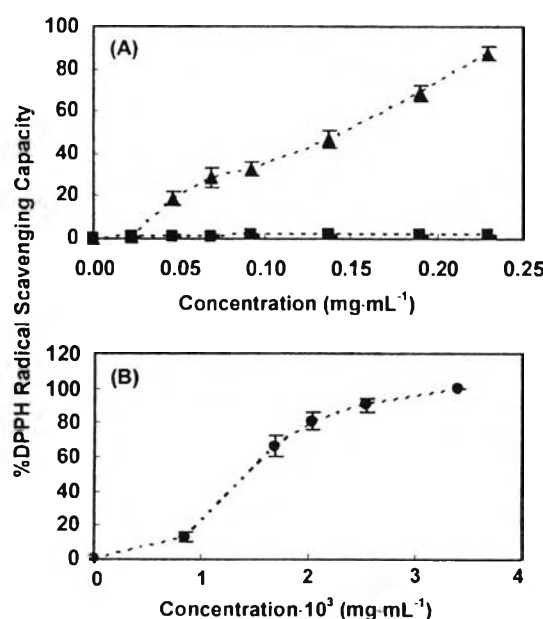 %DPPH Radical Scavenging Capacity
(A)
100
80
60
40
20
0
0.00 0.05 0.10 0.15 0.20 0.25
Concentration (mg·mL⁻¹)
(B)
120
100
80
60
40
20
0
0 1 2 3 4
Concentration·10³ (mg·mL⁻¹)